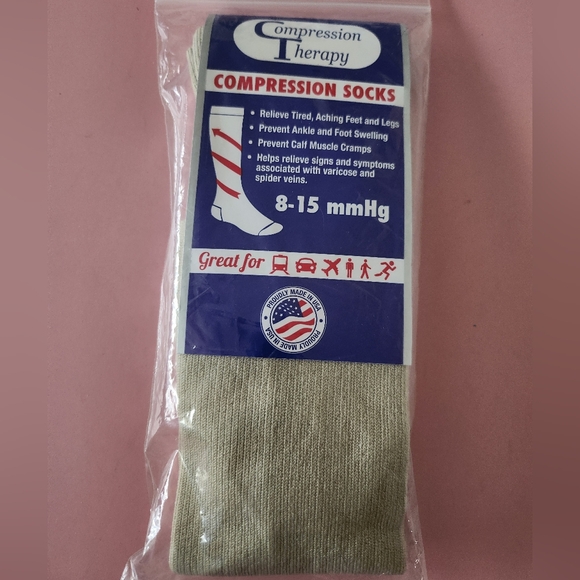 Compression
Therapy
COMPRESSION SOCKS
• Relieve Tired, Aching Feet and Legs
• Prevent Ankle and Foot Swelling
• Prevent Calf Muscle Cramps
• Helps relieve signs and symptoms
associated with varicose and
spider veins.
8-15 mmHg
Great for
PROUDLY MADE IN USA
PROUDLY MADE IN USA